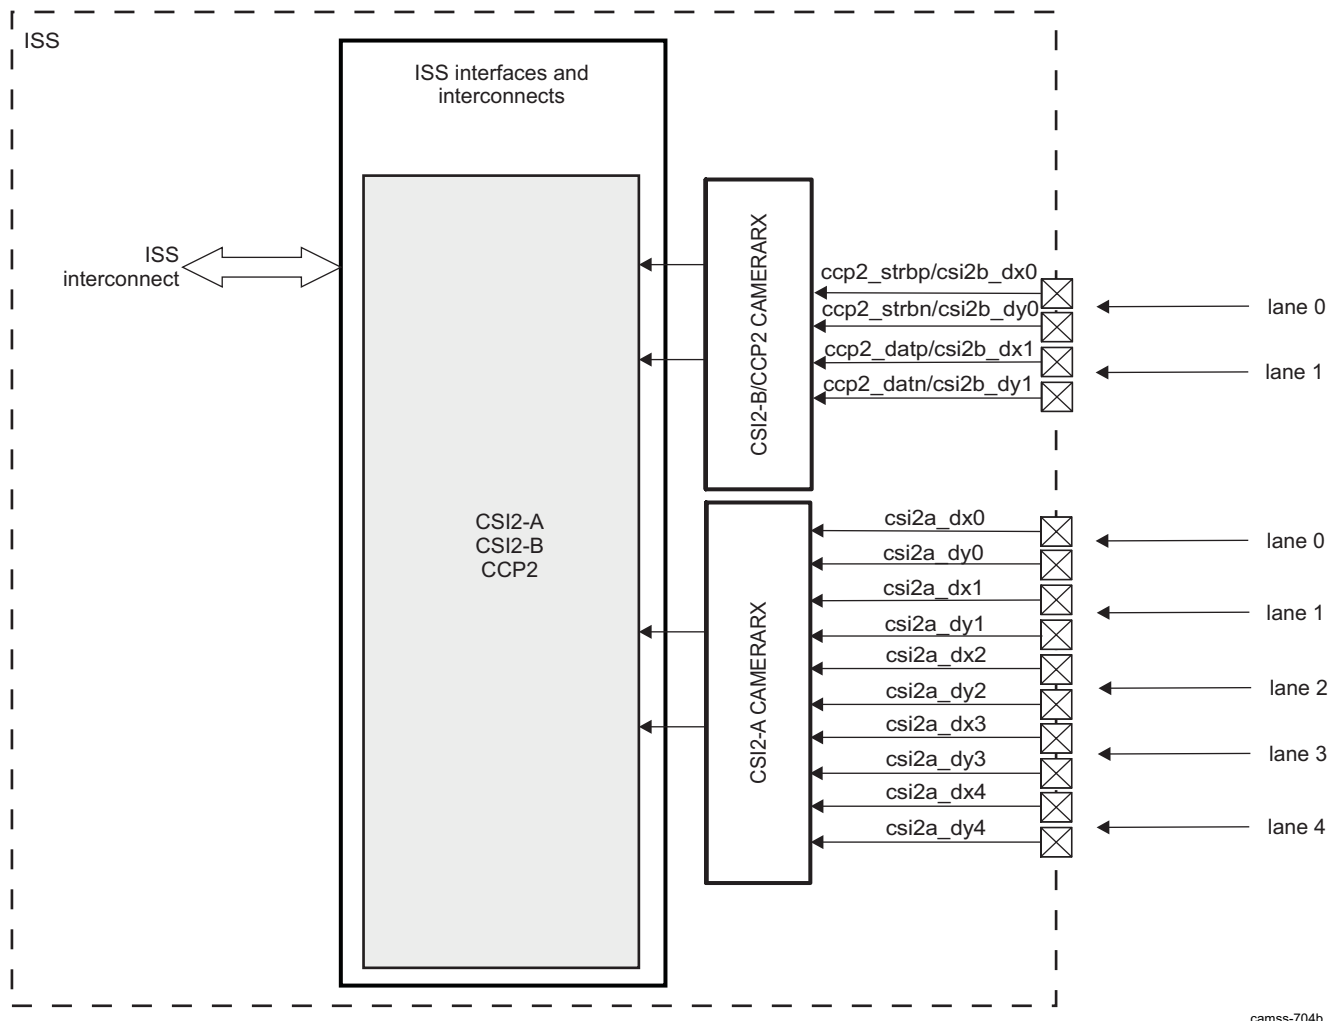 ISS
ISS interfaces and
interconnects
ISS
interconnect
CSI2-A
CSI2-B
CCP2
CSI2-B/CCP2 CAMERARX
ccp2_strbp/csi2b_dx0
ccp2_strbn/csi2b_dy0
ccp2_datp/csi2b_dx1
ccp2_datn/csi2b_dy1
lane 0
lane 1
CSI2-A CAMERARX
csi2a_dx0
csi2a_dy0
csi2a_dx1
csi2a_dy1
csi2a_dx2
csi2a_dy2
csi2a_dx3
csi2a_dy3
csi2a_dx4
csi2a_dy4
lane 0
lane 1
lane 2
lane 3
lane 4
camss-704b